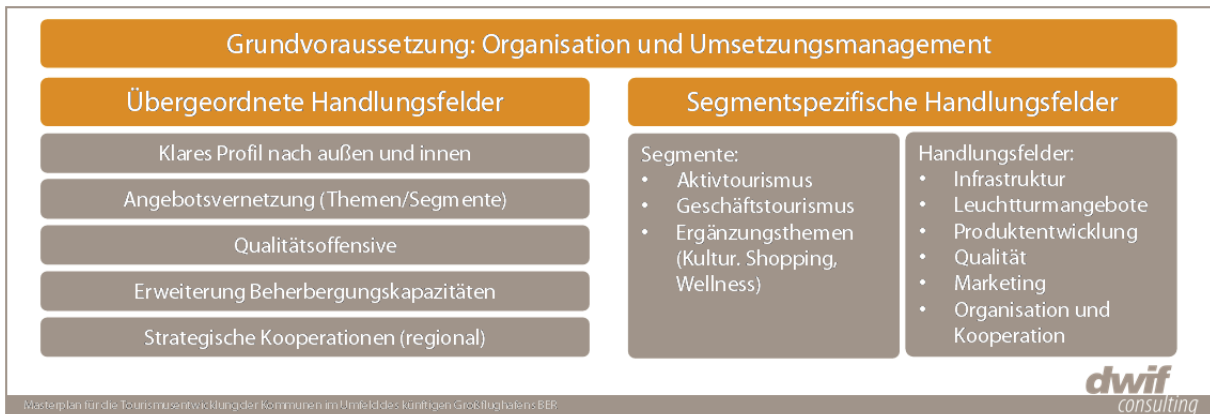 Grundvoraussetzung: Organisation und Umsetzungsmanagement
Übergeordnete Handlungsfelder
Klares Profil nach außen und innen
Angebotsvernetzung (Themen/Segmente)
Qualitätsoffensive
Erweiterung Beherbergungskapazitäten
Strategische Kooperationen (regional)
Segmentspezifische Handlungsfelder
Segmente:
• Aktivtourismus
• Geschäftstourismus
• Ergänzungsthemen
(Kultur. Shopping,
Wellness)
Handlungsfelder:
• Infrastruktur
• Leuchtturmangebote
• Produktentwicklung
• Qualität
• Marketing
• Organisation und
Kooperation
Masterplan für die Tourismusentwicklung der Kommunen im Umfeld des künftigen Großflughafens BER
dwif
consulting